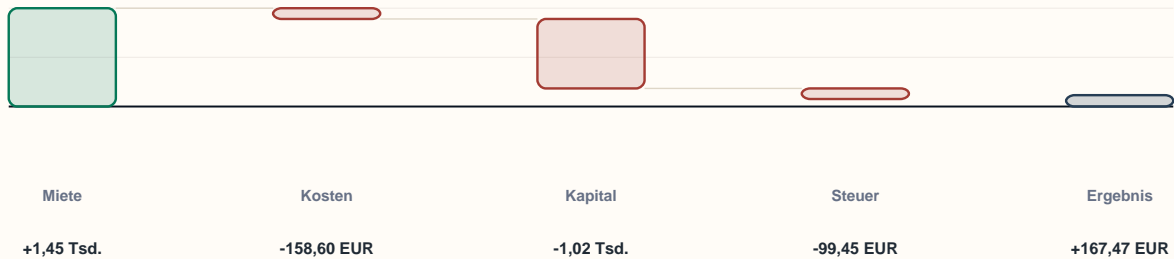 Miete Kosten Kapital Steuer Ergebnis
+1,45 Tsd. -158,60 EUR -1,02 Tsd. -99,45 EUR +167,47 EUR